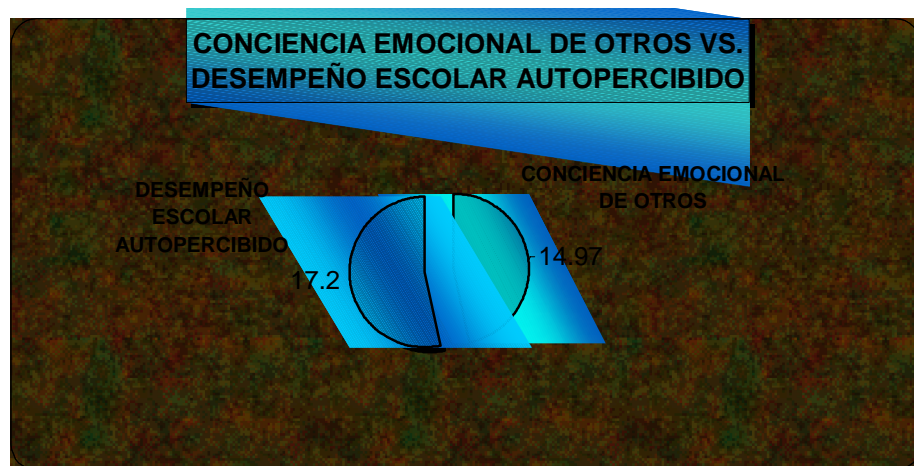 CONCIENCIA EMOCIONAL DE OTROS VS.
DESEMPEÑO ESCOLAR AUTOPERCIBIDO
DESEMPEÑO
ESCOLAR
AUTOPERCIBIDO
17.2
CONCIENCIA EMOCIONAL
DE OTROS
14.97